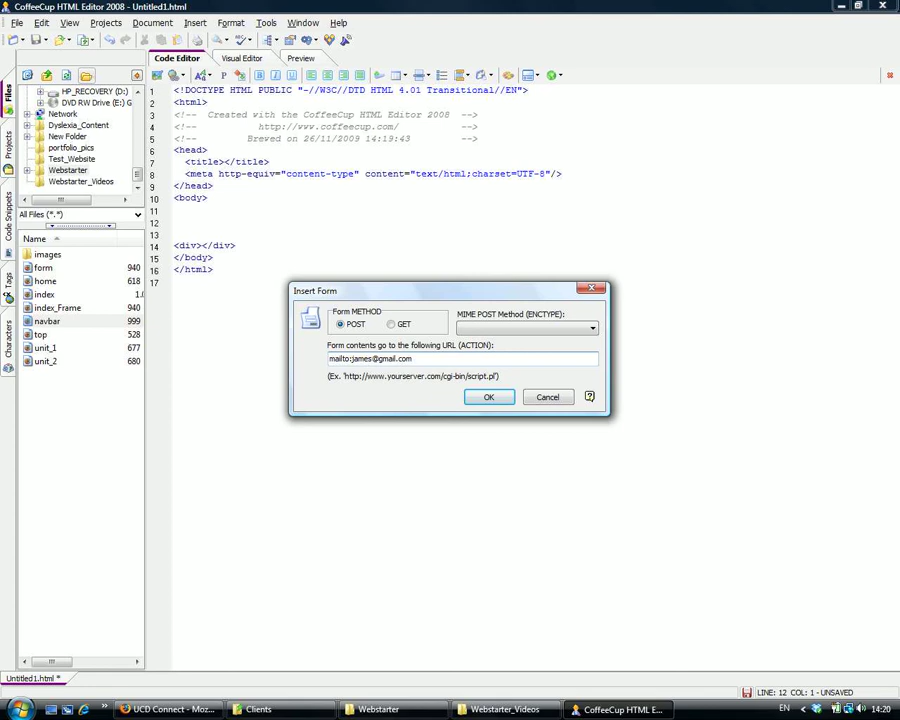 CoffeeCup HTML Editor 2008 - Untitled1.html
File Edit View Projects Document Insert Format Tools Window Help
Code Editor Visual Editor Preview
Files
Projects
Code Snippets
Tags
Characters
HP_RECOVERY (D:)
DVD RW Drive (E:) G
Network
Dyslexia_Content
New Folder
portfolio_pics
Test_Website
Webstarter
Webstarter_Videos
All Files (*.*)
Name
images
form 940
home 618
index 1.0
index_Frame 940
navbar 999
top 528
unit_1 677
unit_2 680
1 <!DOCTYPE HTML PUBLIC "-//W3C//DTD HTML 4.01 Transitional//EN">
2 <html>
3 <!-- Created with the CoffeeCup HTML Editor 2008 -->
4 <!-- http://www.coffeecup.com/ -->
5 <!-- Brewed on 26/11/2009 14:19:43 -->
6 <head>
7 <title></title>
8 <meta http-equiv="content-type" content="text/html;charset=UTF-8"/>
9 </head>
10 <body>
11
12
13
14 <div></div>
15 </body>
16 </html>
17
Insert Form
Form METHOD
POST GET
MIME POST Method (ENCTYPE):
Form contents go to the following URL (ACTION):
mailto:james@gmail.com
(Ex. 'http://www.yourserver.com/cgi-bin/script.pl')
OK Cancel
Untitled1.html *
LINE: 12 COL: 1 - UNSAVED
UCD Connect - Moz...
Clients
Webstarter
Webstarter_Videos
CoffeeCup HTML E...
EN
14:20